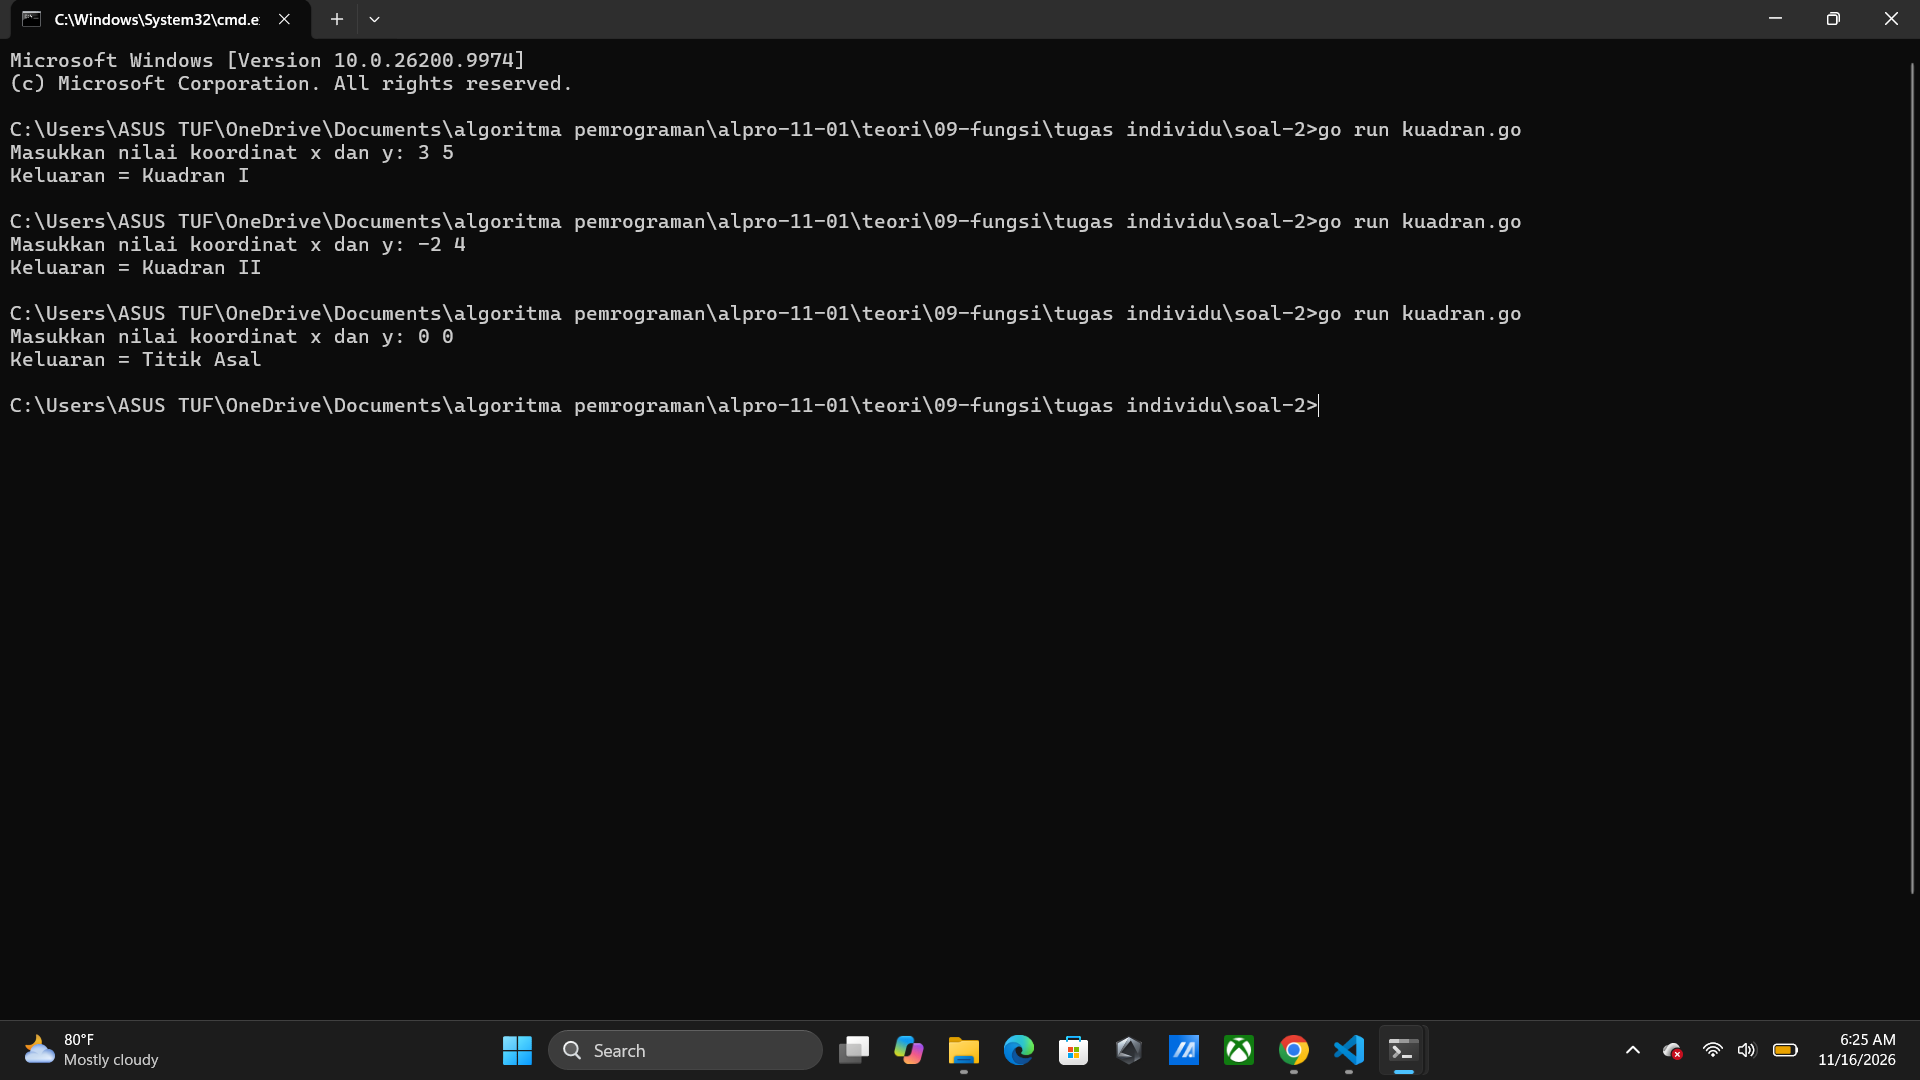 C:\Windows\System32\cmd.e
Microsoft Windows [Version 10.0.26200.9974]
(c) Microsoft Corporation. All rights reserved.
C:\Users\ASUS TUF\OneDrive\Documents\algoritma pemrograman\alpro-11-01\teori\09-fungsi\tugas individu\soal-2>go run kuadran.go
Masukkan nilai koordinat x dan y: 3 5
Keluaran = Kuadran I
C:\Users\ASUS TUF\OneDrive\Documents\algoritma pemrograman\alpro-11-01\teori\09-fungsi\tugas individu\soal-2>go run kuadran.go
Masukkan nilai koordinat x dan y: -2 4
Keluaran = Kuadran II
C:\Users\ASUS TUF\OneDrive\Documents\algoritma pemrograman\alpro-11-01\teori\09-fungsi\tugas individu\soal-2>go run kuadran.go
Masukkan nilai koordinat x dan y: 0 0
Keluaran = Titik Asal
C:\Users\ASUS TUF\OneDrive\Documents\algoritma pemrograman\alpro-11-01\teori\09-fungsi\tugas individu\soal-2>
80°F
Mostly cloudy
Search
6:25 AM
11/16/2026